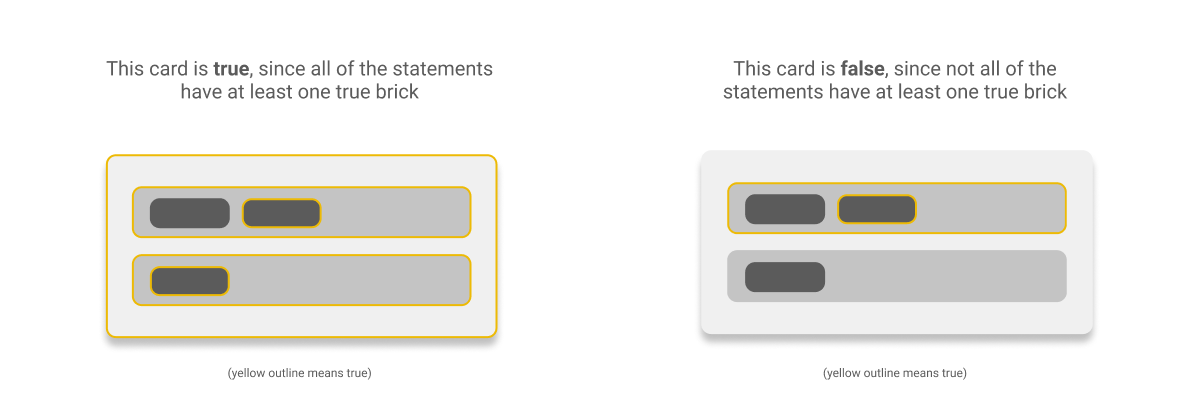 This card is true, since all of the statements
have at least one true brick
(yellow outline means true)
This card is false, since not all of the
statements have at least one true brick
(yellow outline means true)